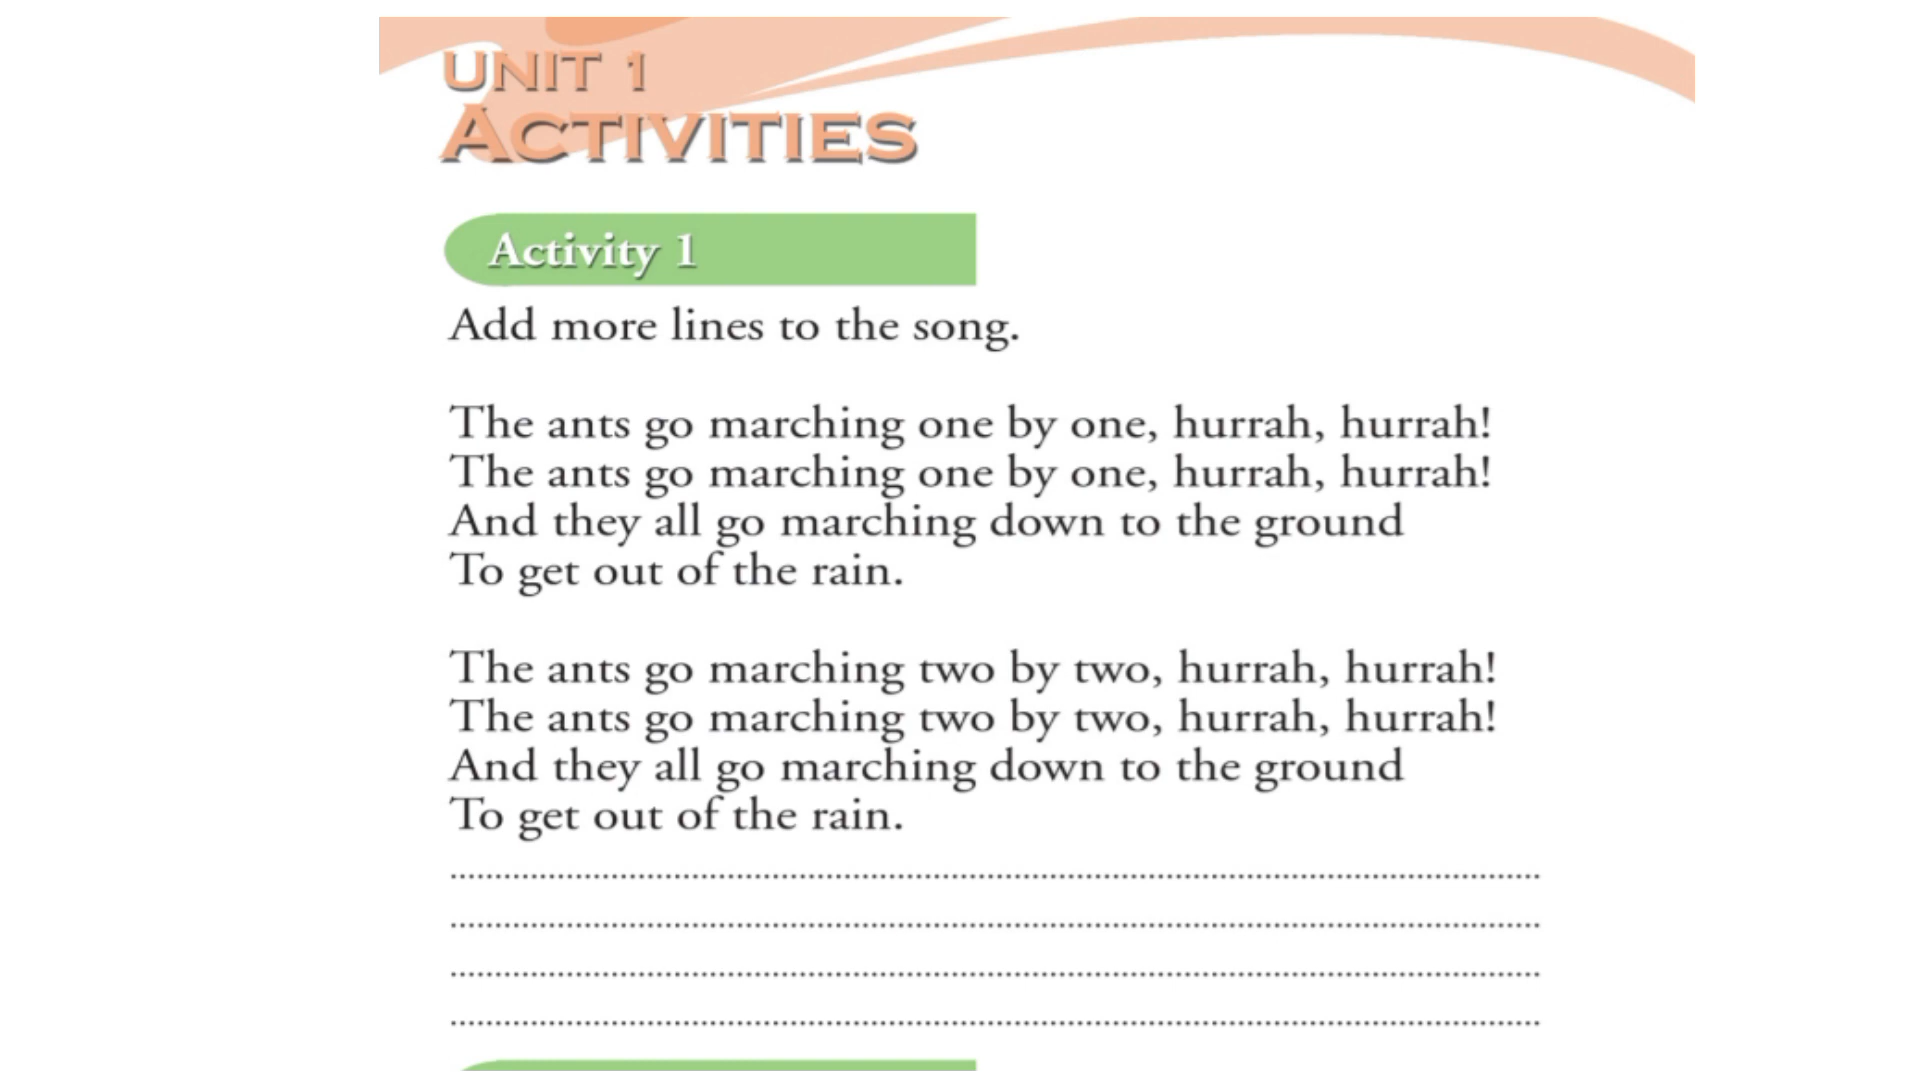 UNIT 1
ACTIVITIES
Activity 1
Add more lines to the song.
The ants go marching one by one, hurrah, hurrah!
The ants go marching one by one, hurrah, hurrah!
And they all go marching down to the ground
To get out of the rain.
The ants go marching two by two, hurrah, hurrah!
The ants go marching two by two, hurrah, hurrah!
And they all go marching down to the ground
To get out of the rain.